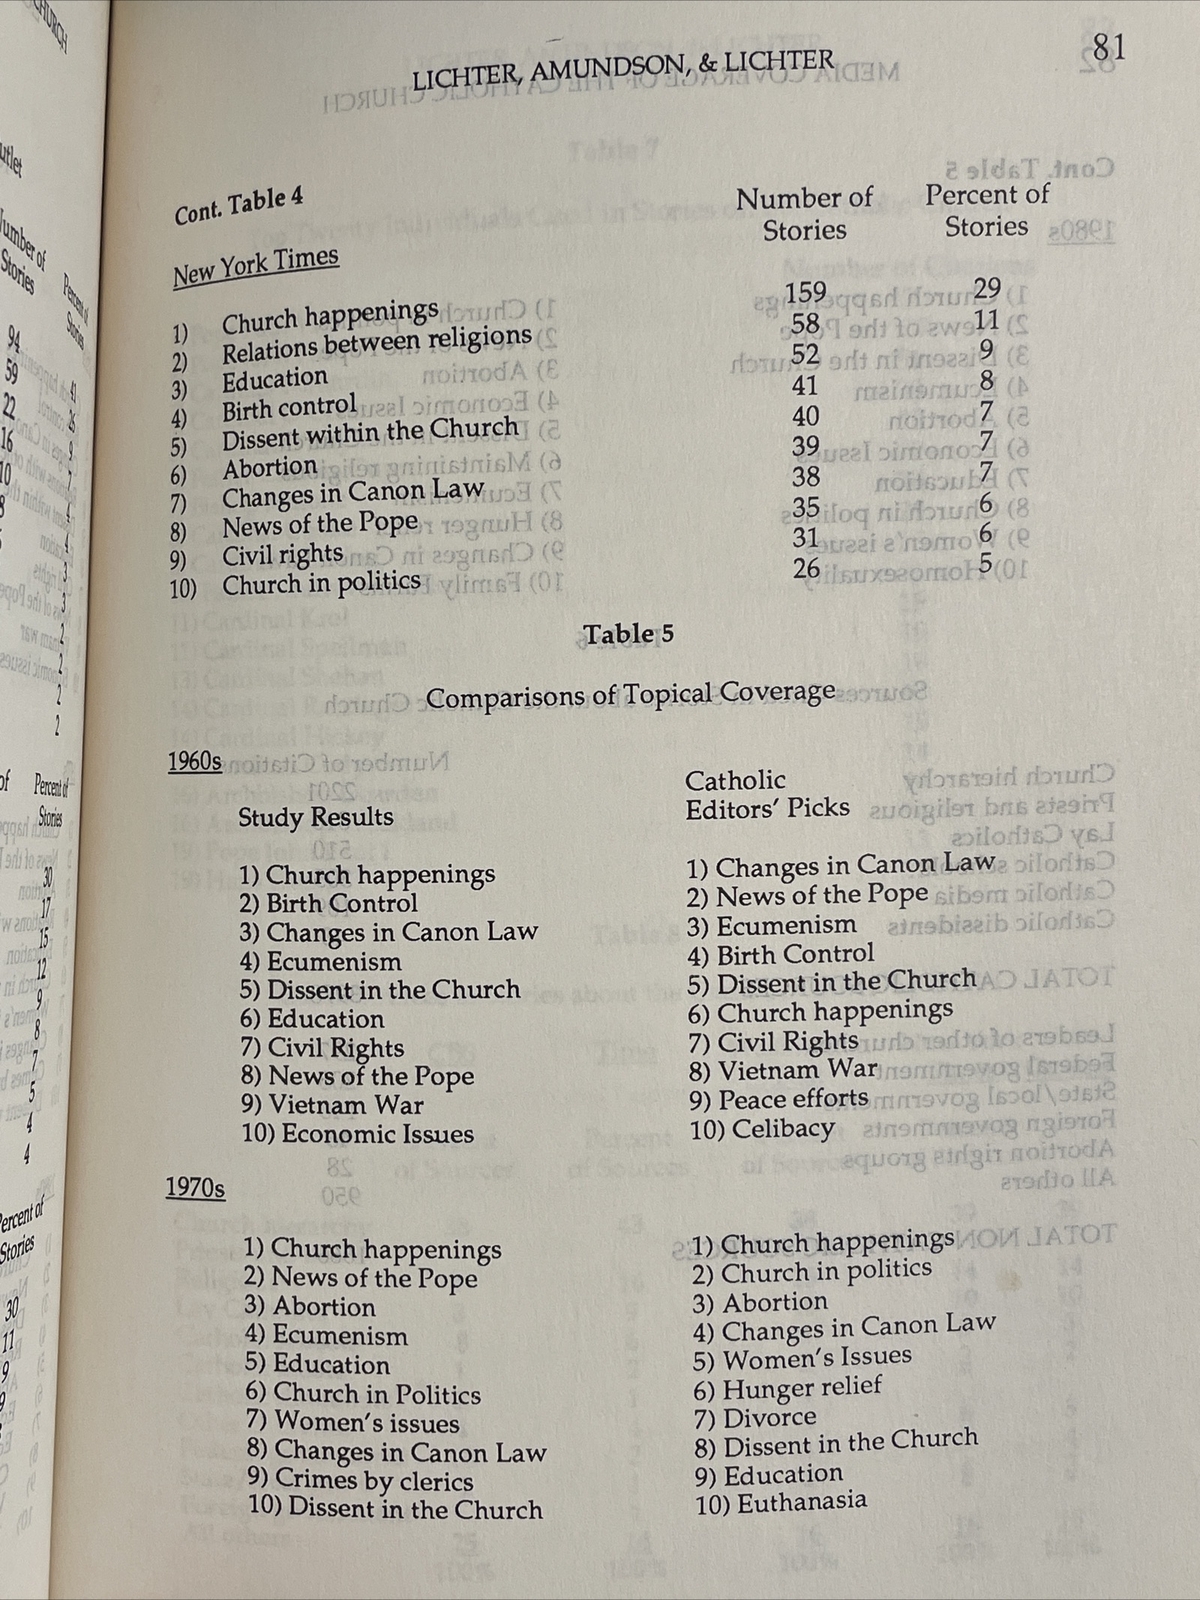 LICHTER, AMUNDSON, & LICHTER 81
Cont. Table 4
Number of Stories Percent of Stories
New York Times
1) Church happenings 159 29
2) Relations between religions 58 11
3) Education 52 9
4) Birth control 41 8
5) Dissent within the Church 40 7
6) Abortion 39 7
7) Changes in Canon Law 38 7
8) News of the Pope 35 6
9) Civil rights 31 6
10) Church in politics 26 5
Table 5
Comparisons of Topical Coverage
1960s
Study Results
1) Church happenings
2) Birth Control
3) Changes in Canon Law
4) Ecumenism
5) Dissent in the Church
6) Education
7) Civil Rights
8) News of the Pope
9) Vietnam War
10) Economic Issues
Catholic
Editors' Picks
1) Changes in Canon Law
2) News of the Pope
3) Ecumenism
4) Birth Control
5) Dissent in the Church
6) Church happenings
7) Civil Rights
8) Vietnam War
9) Peace efforts
10) Celibacy
1970s
1) Church happenings
2) News of the Pope
3) Abortion
4) Ecumenism
5) Education
6) Church in Politics
7) Women's issues
8) Changes in Canon Law
9) Crimes by clerics
10) Dissent in the Church
1) Church happenings
2) Church in politics
3) Abortion
4) Changes in Canon Law
5) Women's Issues
6) Hunger relief
7) Divorce
8) Dissent in the Church
9) Education
10) Euthanasia